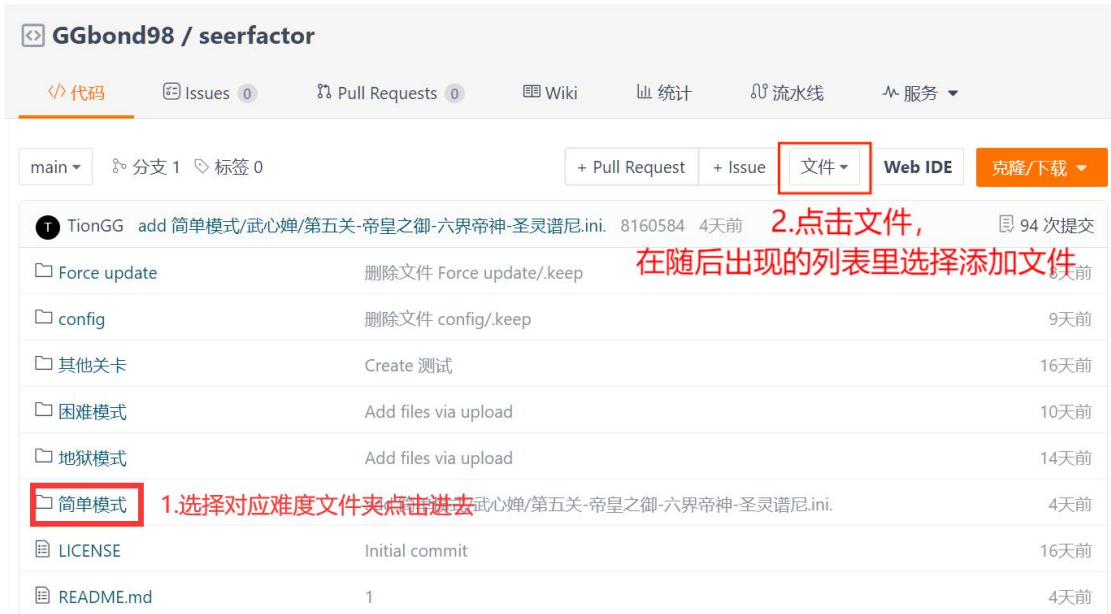 GGbond98 / seerfactor
代码 Issues 0 Pull Requests 0 Wiki 统计 流水线 服务
main 分支 1 标签 0 + Pull Request + Issue 文件 Web IDE 克隆/下载
T TionGG add 简单模式/武心婵/第五关-帝皇之御-六界帝神-圣灵谱尼.ini. 8160584 4天前 94 次提交
2.点击文件,
在随后出现的列表里选择添加文件
Force update 删除文件 Force update/.keep 8天前
config 删除文件 config/.keep 9天前
其他关卡 Create 测试 16天前
困难模式 Add files via upload 10天前
地狱模式 Add files via upload 14天前
简单模式 add 简单模式/武心婵/第五关-帝皇之御-六界帝神-圣灵谱尼.ini. 4天前
1.选择对应难度文件夹点击进去
LICENSE Initial commit 16天前
README.md 1 4天前